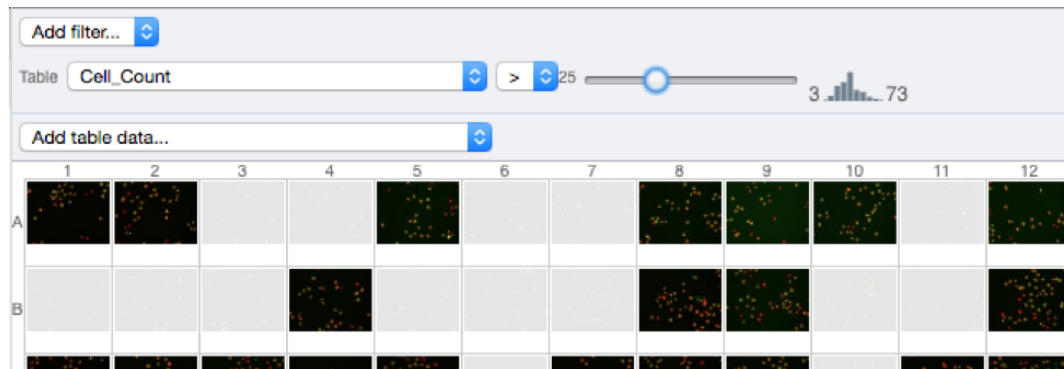 Add filter...
Table Cell_Count > 25 3 73
Add table data...
1 2 3 4 5 6 7 8 9 10 11 12
A
B